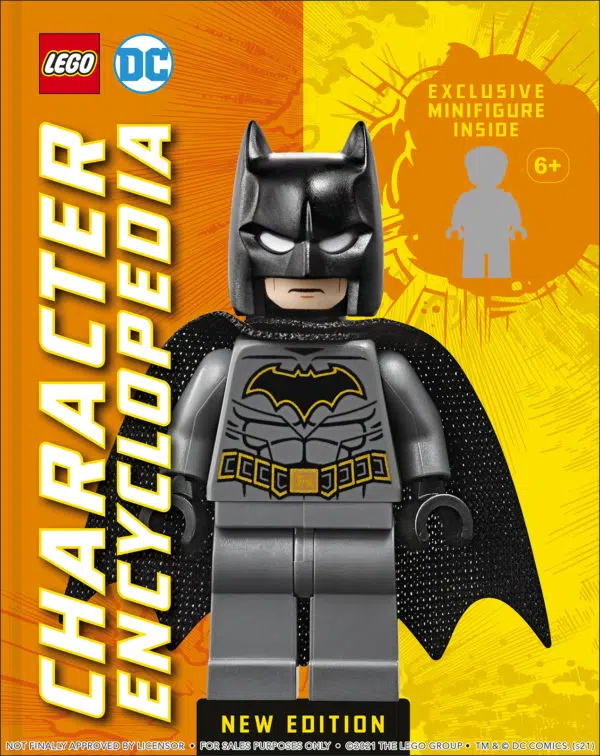 LEGO
DC
CHARACTER
ENCYCLOPEDIA
EXCLUSIVE
MINIFIGURE
INSIDE
6+
NEW EDITION
NOT FINALLY APPROVED BY LICENSOR • FOR SALES PURPOSES ONLY • ©2021 THE LEGO GROUP • TM & © DC COMICS. (s21)